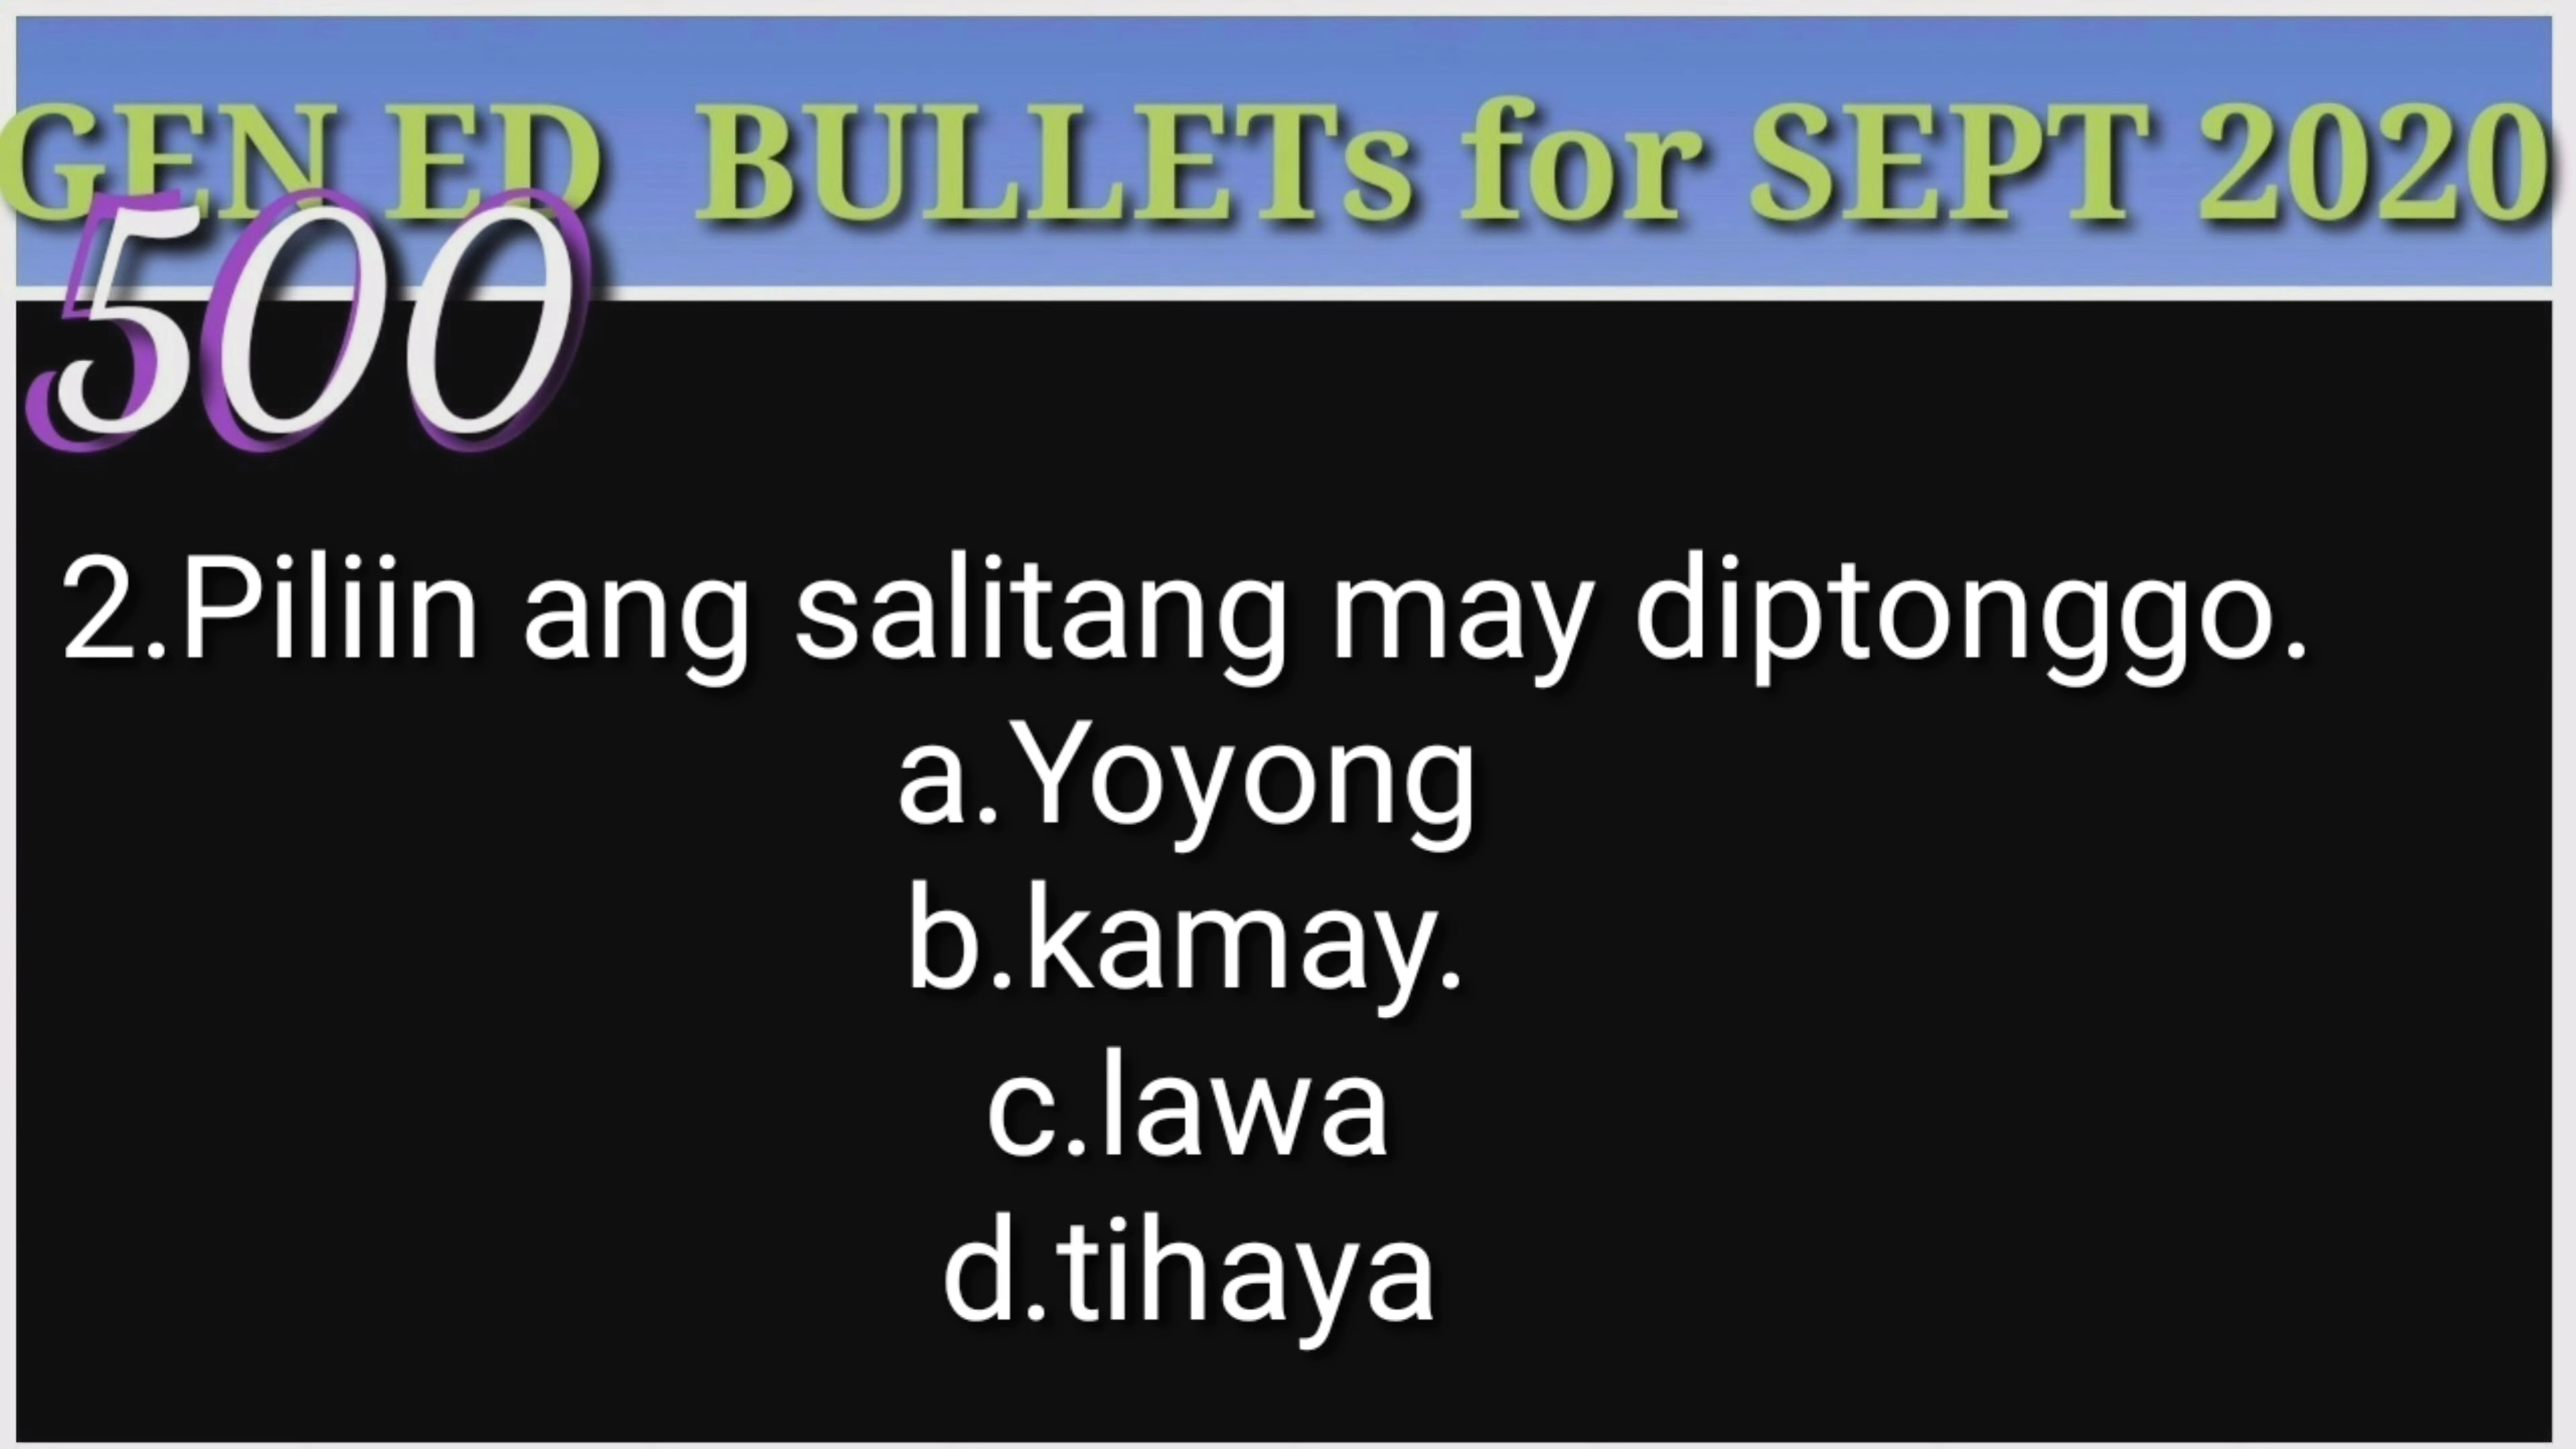 GEN ED BULLETs for SEPT 2020
500
2.Piliin ang salitang may diptonggo.
a.Yoyong
b.kamay.
c.lawa
d.tihaya